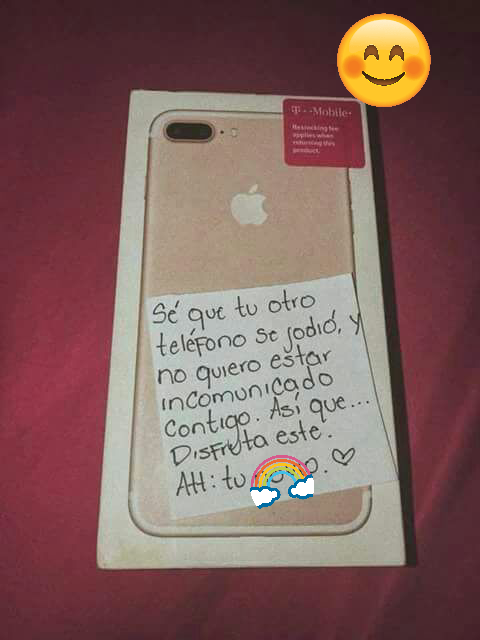 T··Mobile·
Restocking fee
applies when
returning this
product.
Sé que tu otro
teléfono se jodió, y
no quiero estar
incomunicado
contigo. Así que...
Disfruta este.
Att: tu